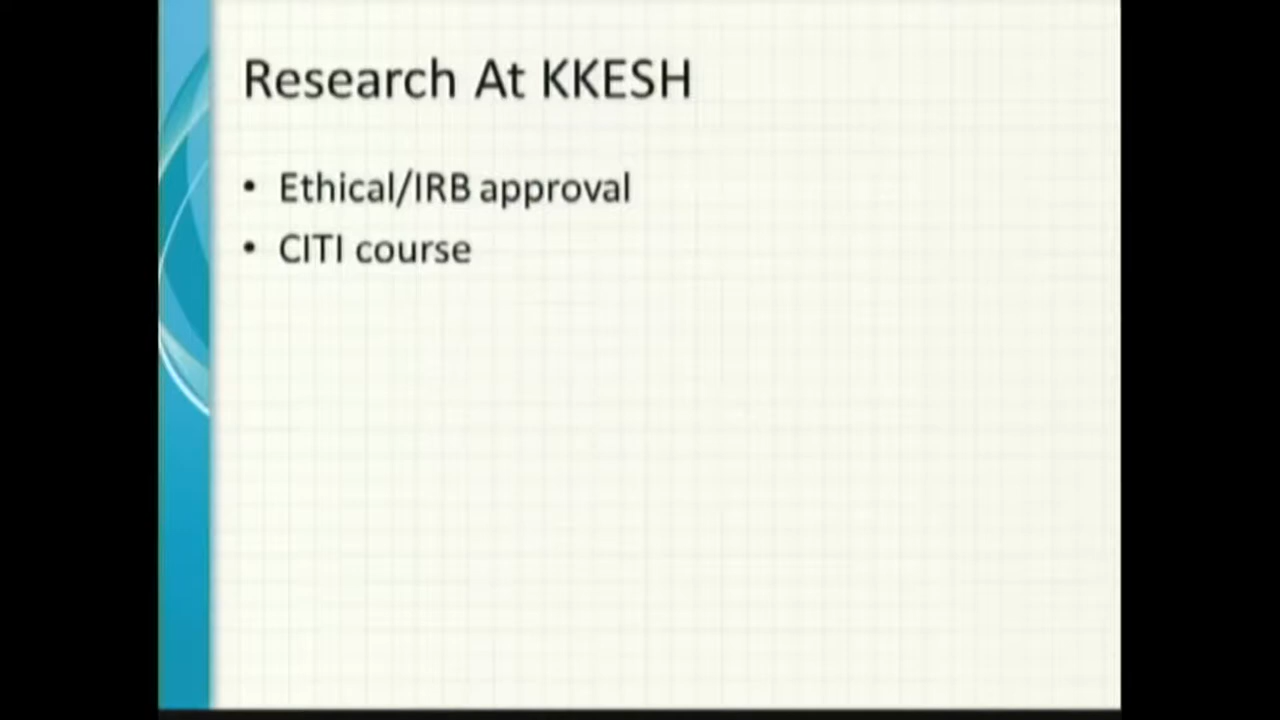 Research At KKESH
• Ethical/IRB approval
• CITI course